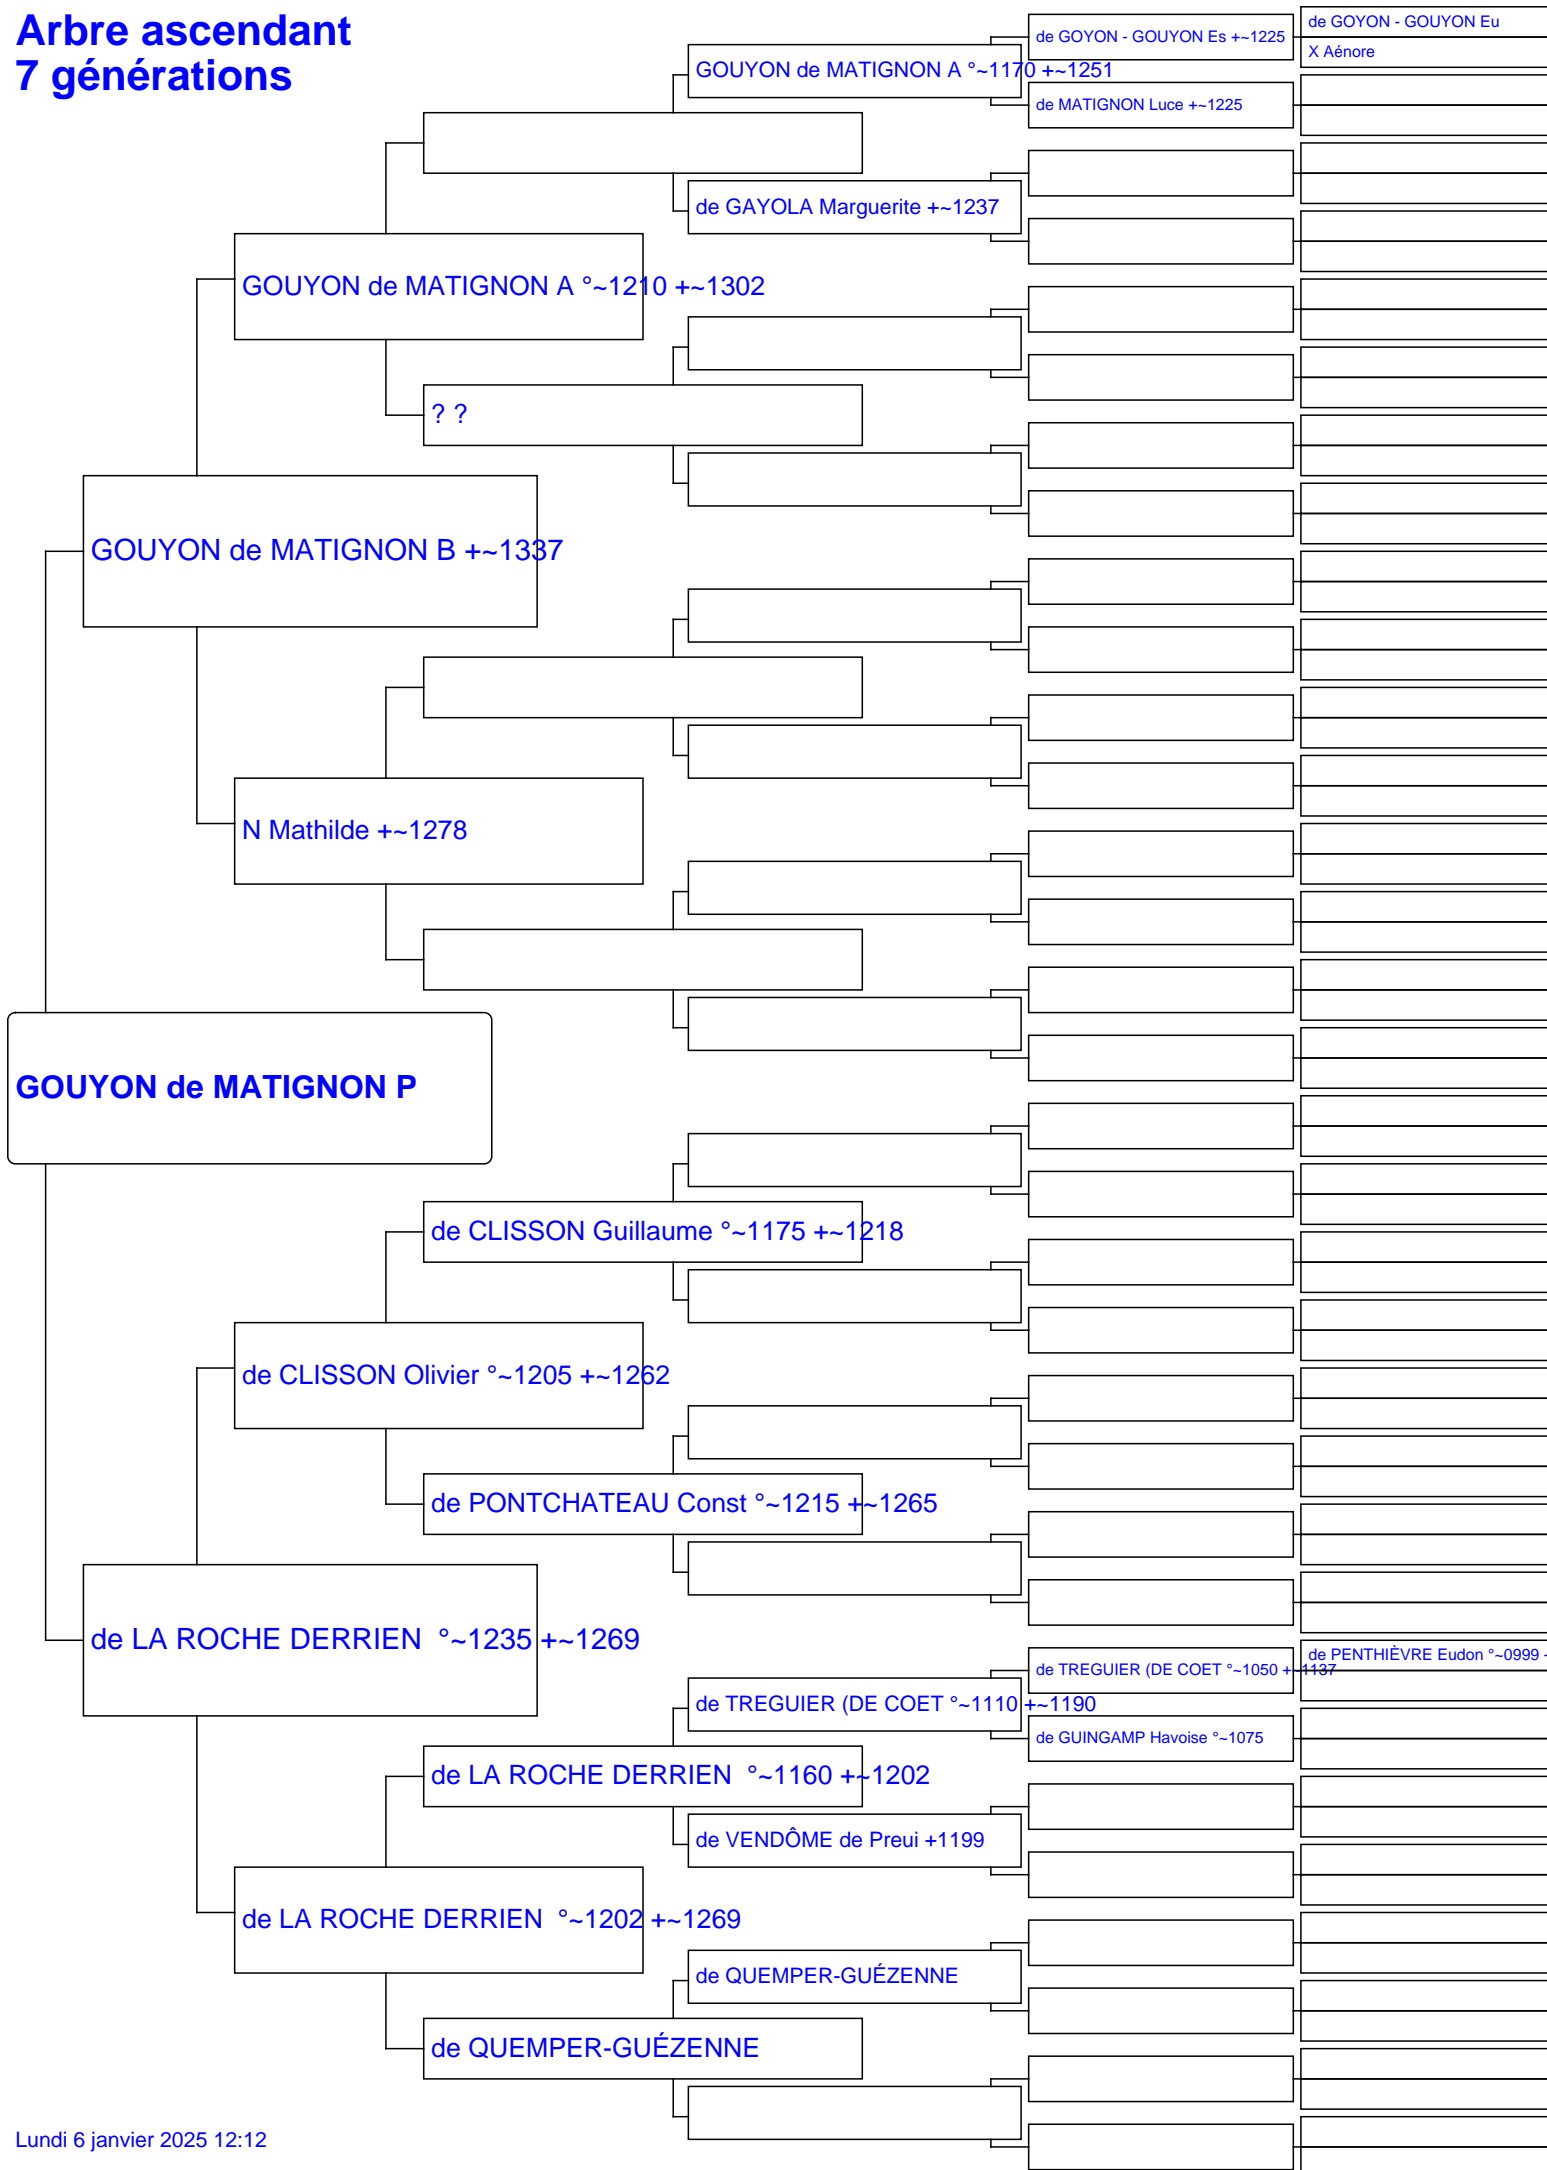 Arbre ascendant
7 générations
de GOYON - GOUYON Eu
X Aénore
de GOYON - GOUYON Es +~1225
GOUYON de MATIGNON A °~1170 +~1251
de MATIGNON Luce +~1225
de GAYOLA Marguerite +~1237
GOUYON de MATIGNON A °~1210 +~1302
? ?
GOUYON de MATIGNON B +~1337
N Mathilde +~1278
GOUYON de MATIGNON P
de CLISSON Guillaume °~1175 +~1218
de CLISSON Olivier °~1205 +~1262
de PONTCHATEAU Const °~1215 +~1265
de LA ROCHE DERRIEN °~1235 +~1269
de PENTHIÈVRE Eudon °~0999 -
de TREGUIER (DE COET °~1050 +~1137
de TREGUIER (DE COET °~1110 +~1190
de GUINGAMP Havoise °~1075
de LA ROCHE DERRIEN °~1160 +~1202
de VENDÔME de Preui +1199
de LA ROCHE DERRIEN °~1202 +~1269
de QUEMPER-GUÉZENNE
de QUEMPER-GUÉZENNE
Lundi 6 janvier 2025 12:12